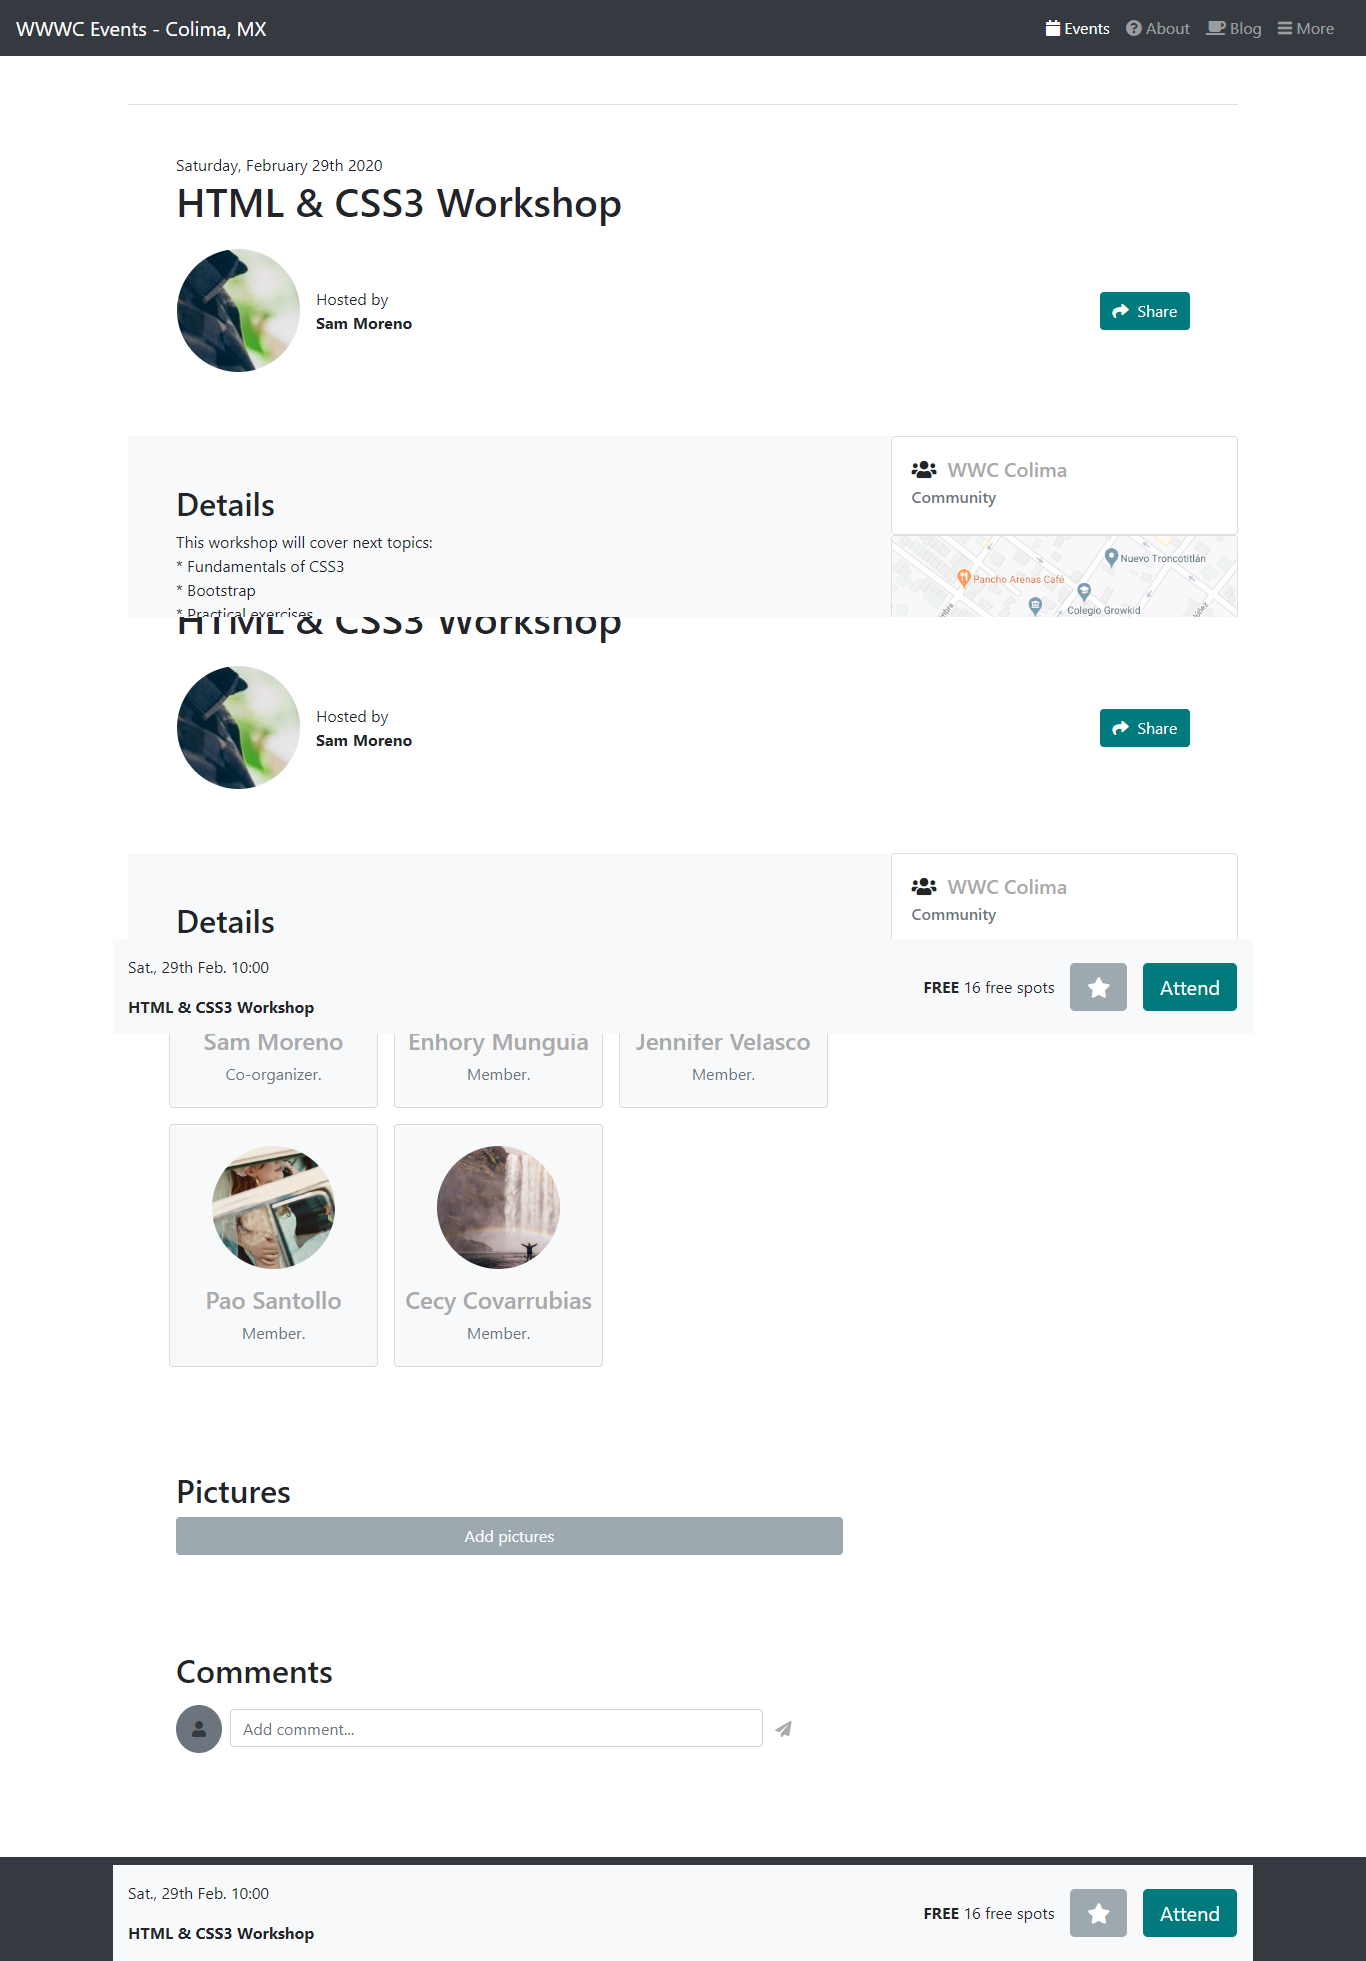 WWWC Events - Colima, MX
Events
About
Blog
More
Saturday, February 29th 2020
HTML & CSS3 Workshop
Hosted by
Sam Moreno
Share
Details
This workshop will cover next topics:
* Fundamentals of CSS3
* Bootstrap
* Practical exercises
WWC Colima
Community
Nuevo Troncotitlán
Pancho Arenas Café
Colegio Growkid
HTML & CSS3 Workshop
Hosted by
Sam Moreno
Share
Details
WWC Colima
Community
Sat., 29th Feb. 10:00
HTML & CSS3 Workshop
FREE 16 free spots
Attend
Sam Moreno
Co-organizer.
Enhory Munguia
Member.
Jennifer Velasco
Member.
Pao Santollo
Member.
Cecy Covarrubias
Member.
Pictures
Add pictures
Comments
Add comment...
Sat., 29th Feb. 10:00
HTML & CSS3 Workshop
FREE 16 free spots
Attend